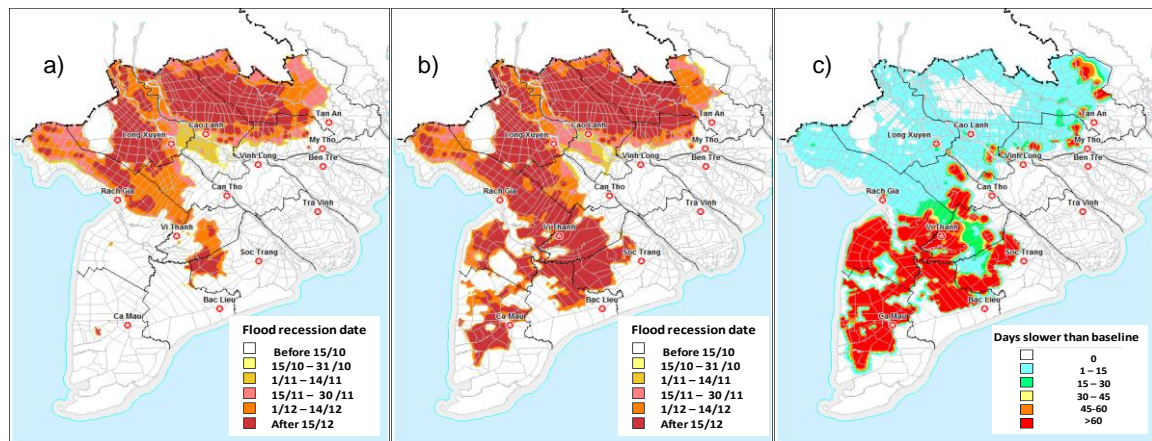 a)
Tan An
Cao Lanh
Long Xuyen
My Tho
Vinh Long
Ben Tre
Can Tho
Rach Gia
Tra Vinh
Vi Thanh
Soc Trang
Bac Lieu
Ca Mau
Flood recession date
Before 15/10
15/10 – 31 /10
1/11 – 14/11
15/11 – 30 /11
1/12 – 14/12
After 15/12
b)
Tan An
Cao Lanh
Long Xuyen
My Tho
Vinh Long
Ben Tre
Can Tho
Rach Gia
Tra Vinh
Vi Thanh
Soc Trang
Bac Lieu
Ca Mau
Flood recession date
Before 15/10
15/10 – 31 /10
1/11 – 14/11
15/11 – 30 /11
1/12 – 14/12
After 15/12
c)
Tan An
Cao Lanh
Long Xuyen
My Tho
Vinh Long
Ben Tre
Can Tho
Rach Gia
Tra Vinh
Vi Thanh
Soc Trang
Bac Lieu
Ca Mau
Days slower than baseline
0
1 – 15
15 – 30
30 – 45
45-60
>60